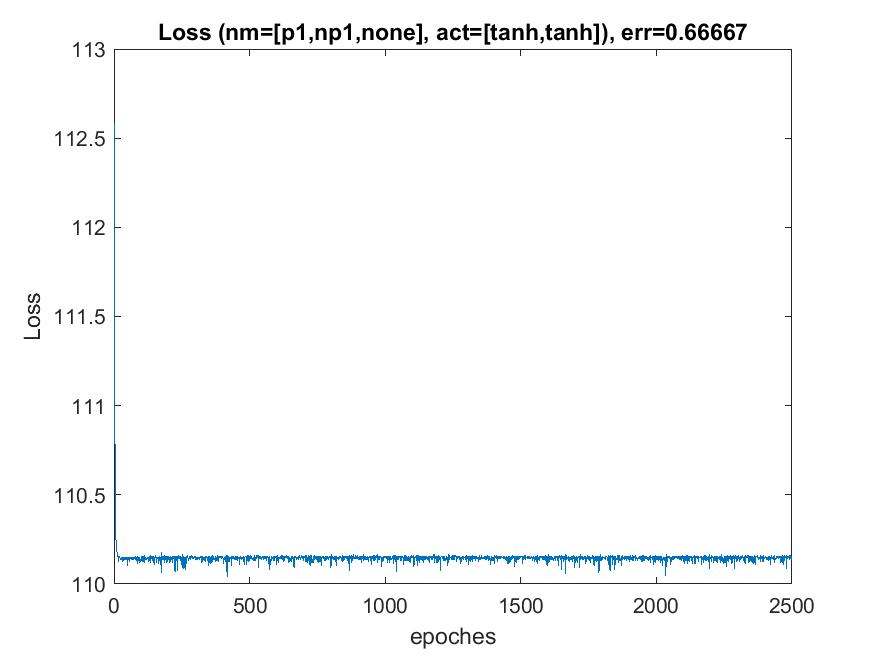 Loss (nm=[p1,np1,none], act=[tanh,tanh]), err=0.66667
113
112.5
112
111.5
111
110.5
110
Loss
0 500 1000 1500 2000 2500
epoches